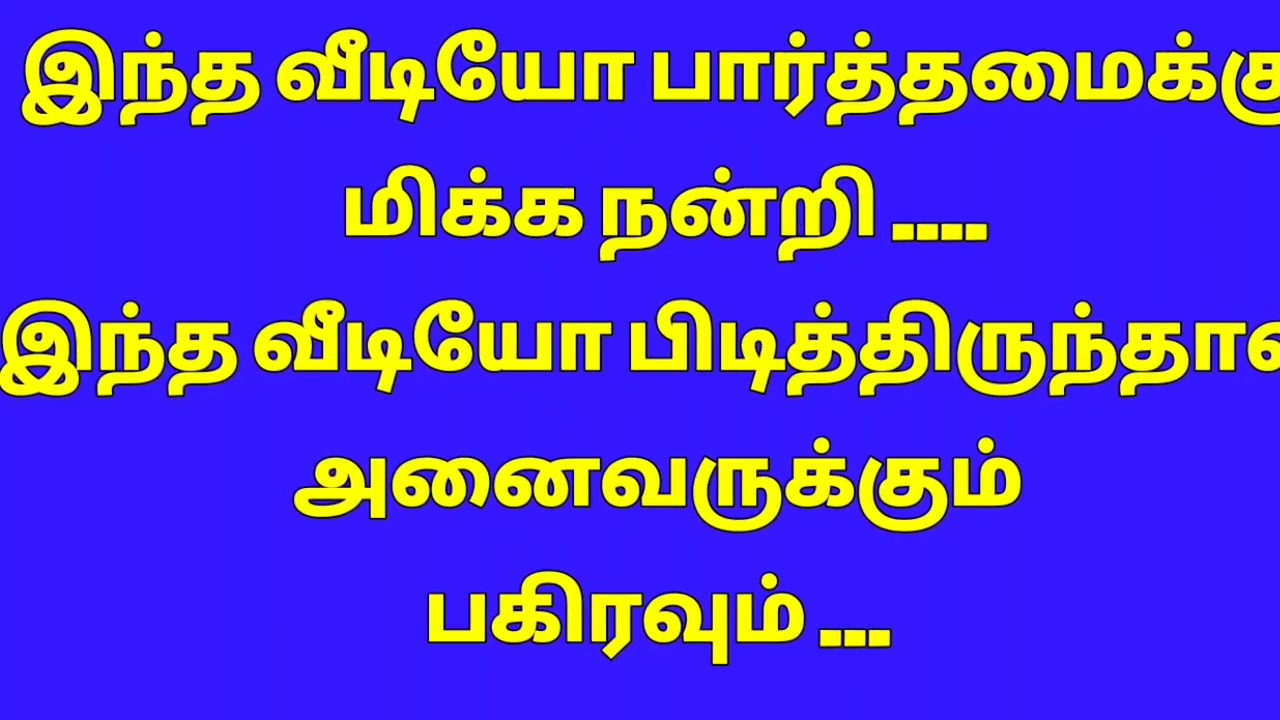 இந்த வீடியோ பார்த்தமைக்கு
மிக்க நன்றி ....
இந்த வீடியோ பிடித்திருந்தால்
அனைவருக்கும்
பகிரவும் ...